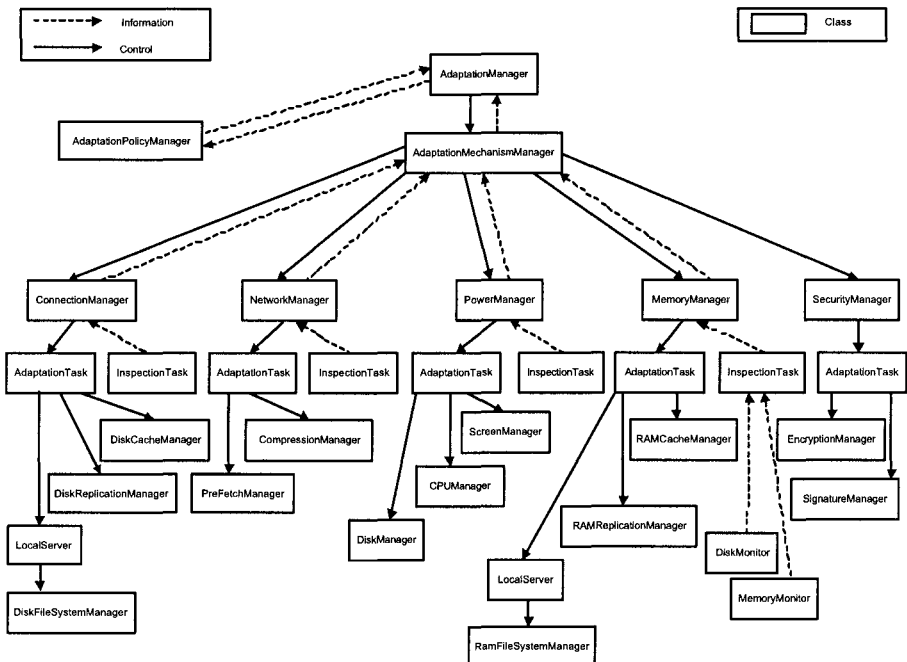 Information
Control
Class
AdaptationManager
AdaptationPolicyManager
AdaptationMechanismManager
ConnectionManager
NetworkManager
PowerManager
MemoryManager
SecurityManager
AdaptationTask
InspectionTask
AdaptationTask
InspectionTask
AdaptationTask
InspectionTask
AdaptationTask
InspectionTask
AdaptationTask
DiskCacheManager
CompressionManager
ScreenManager
RAMCacheManager
EncryptionManager
DiskReplicationManager
PreFetchManager
CPUManager
SignatureManager
RAMReplicationManager
DiskManager
LocalServer
DiskMonitor
LocalServer
MemoryMonitor
DiskFileSystemManager
RamFileSystemManager